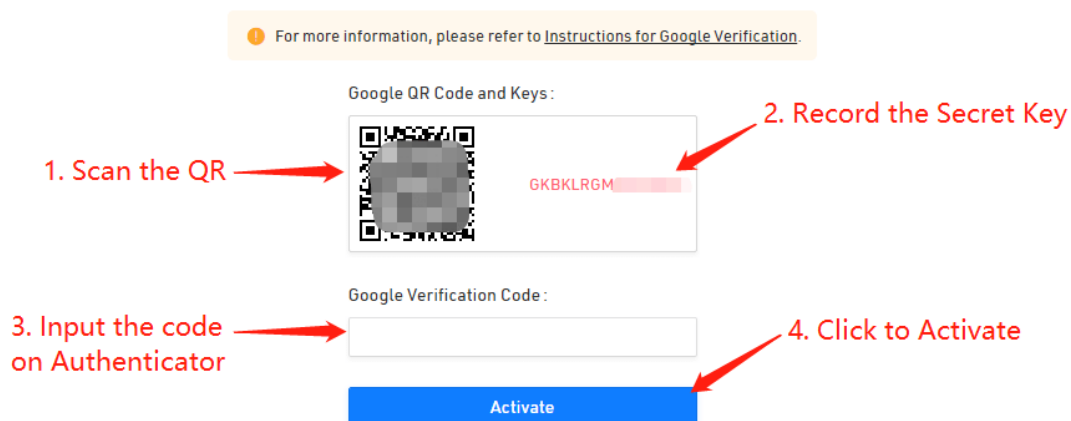 For more information, please refer to Instructions for Google Verification.
Google QR Code and Keys:
2. Record the Secret Key
1. Scan the QR
GKBKLRGM
Google Verification Code:
3. Input the code
on Authenticator
4. Click to Activate
Activate